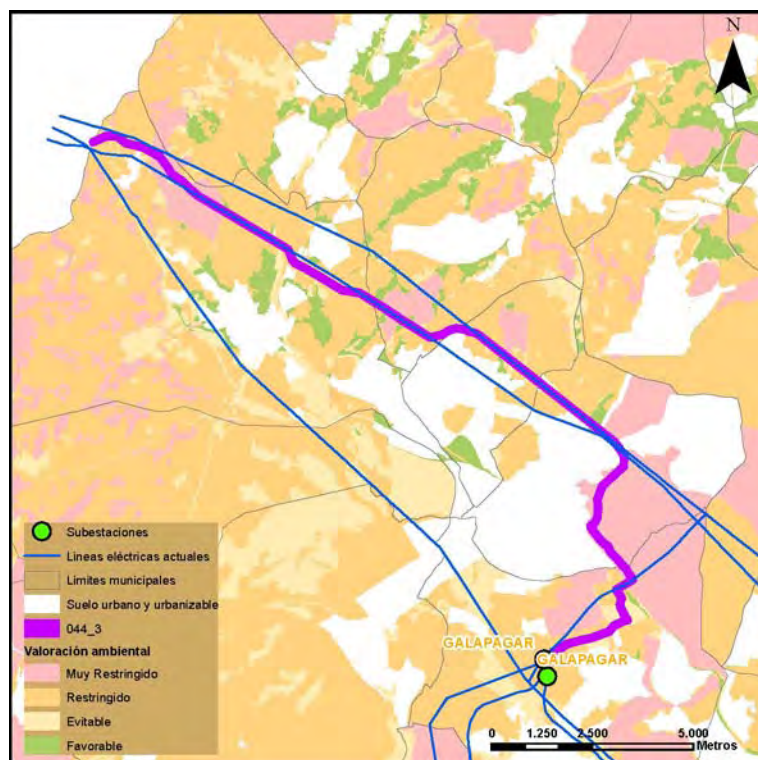 N
Subestaciones
Lineas eléctricas actuales
Limites municipales
Suelo urbano y urbanizable
044_3
Valoración ambiental
Muy Restringido
Restringido
Evitable
Favorable
GALAPAGAR
GALAPAGAR
0 1.250 2.500 5.000
Metros